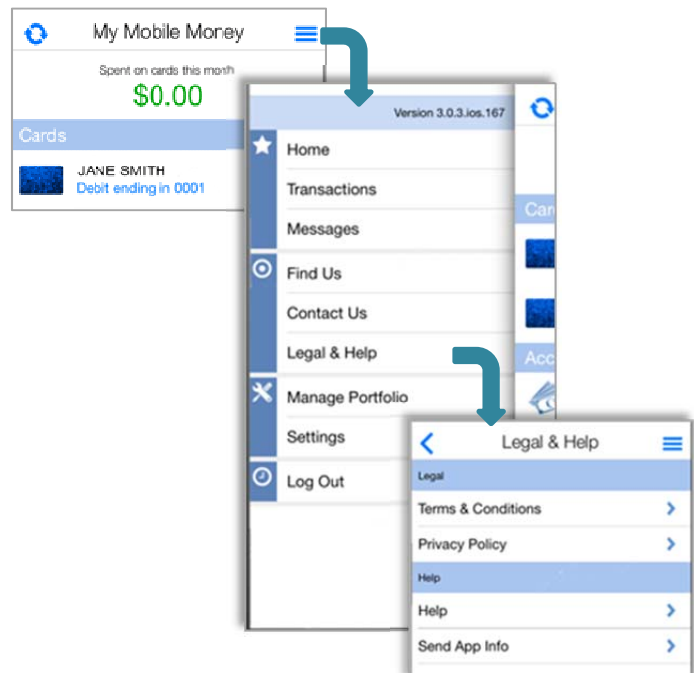 My Mobile Money
Spent on cards this month
$0.00
Cards
JANE SMITH
Debit ending in 0001
Version 3.0.3.ios.167
Home
Transactions
Messages
Find Us
Contact Us
Legal & Help
Manage Portfolio
Settings
Log Out
Car
Acc
Legal & Help
Legal
Terms & Conditions
Privacy Policy
Help
Help
Send App Info